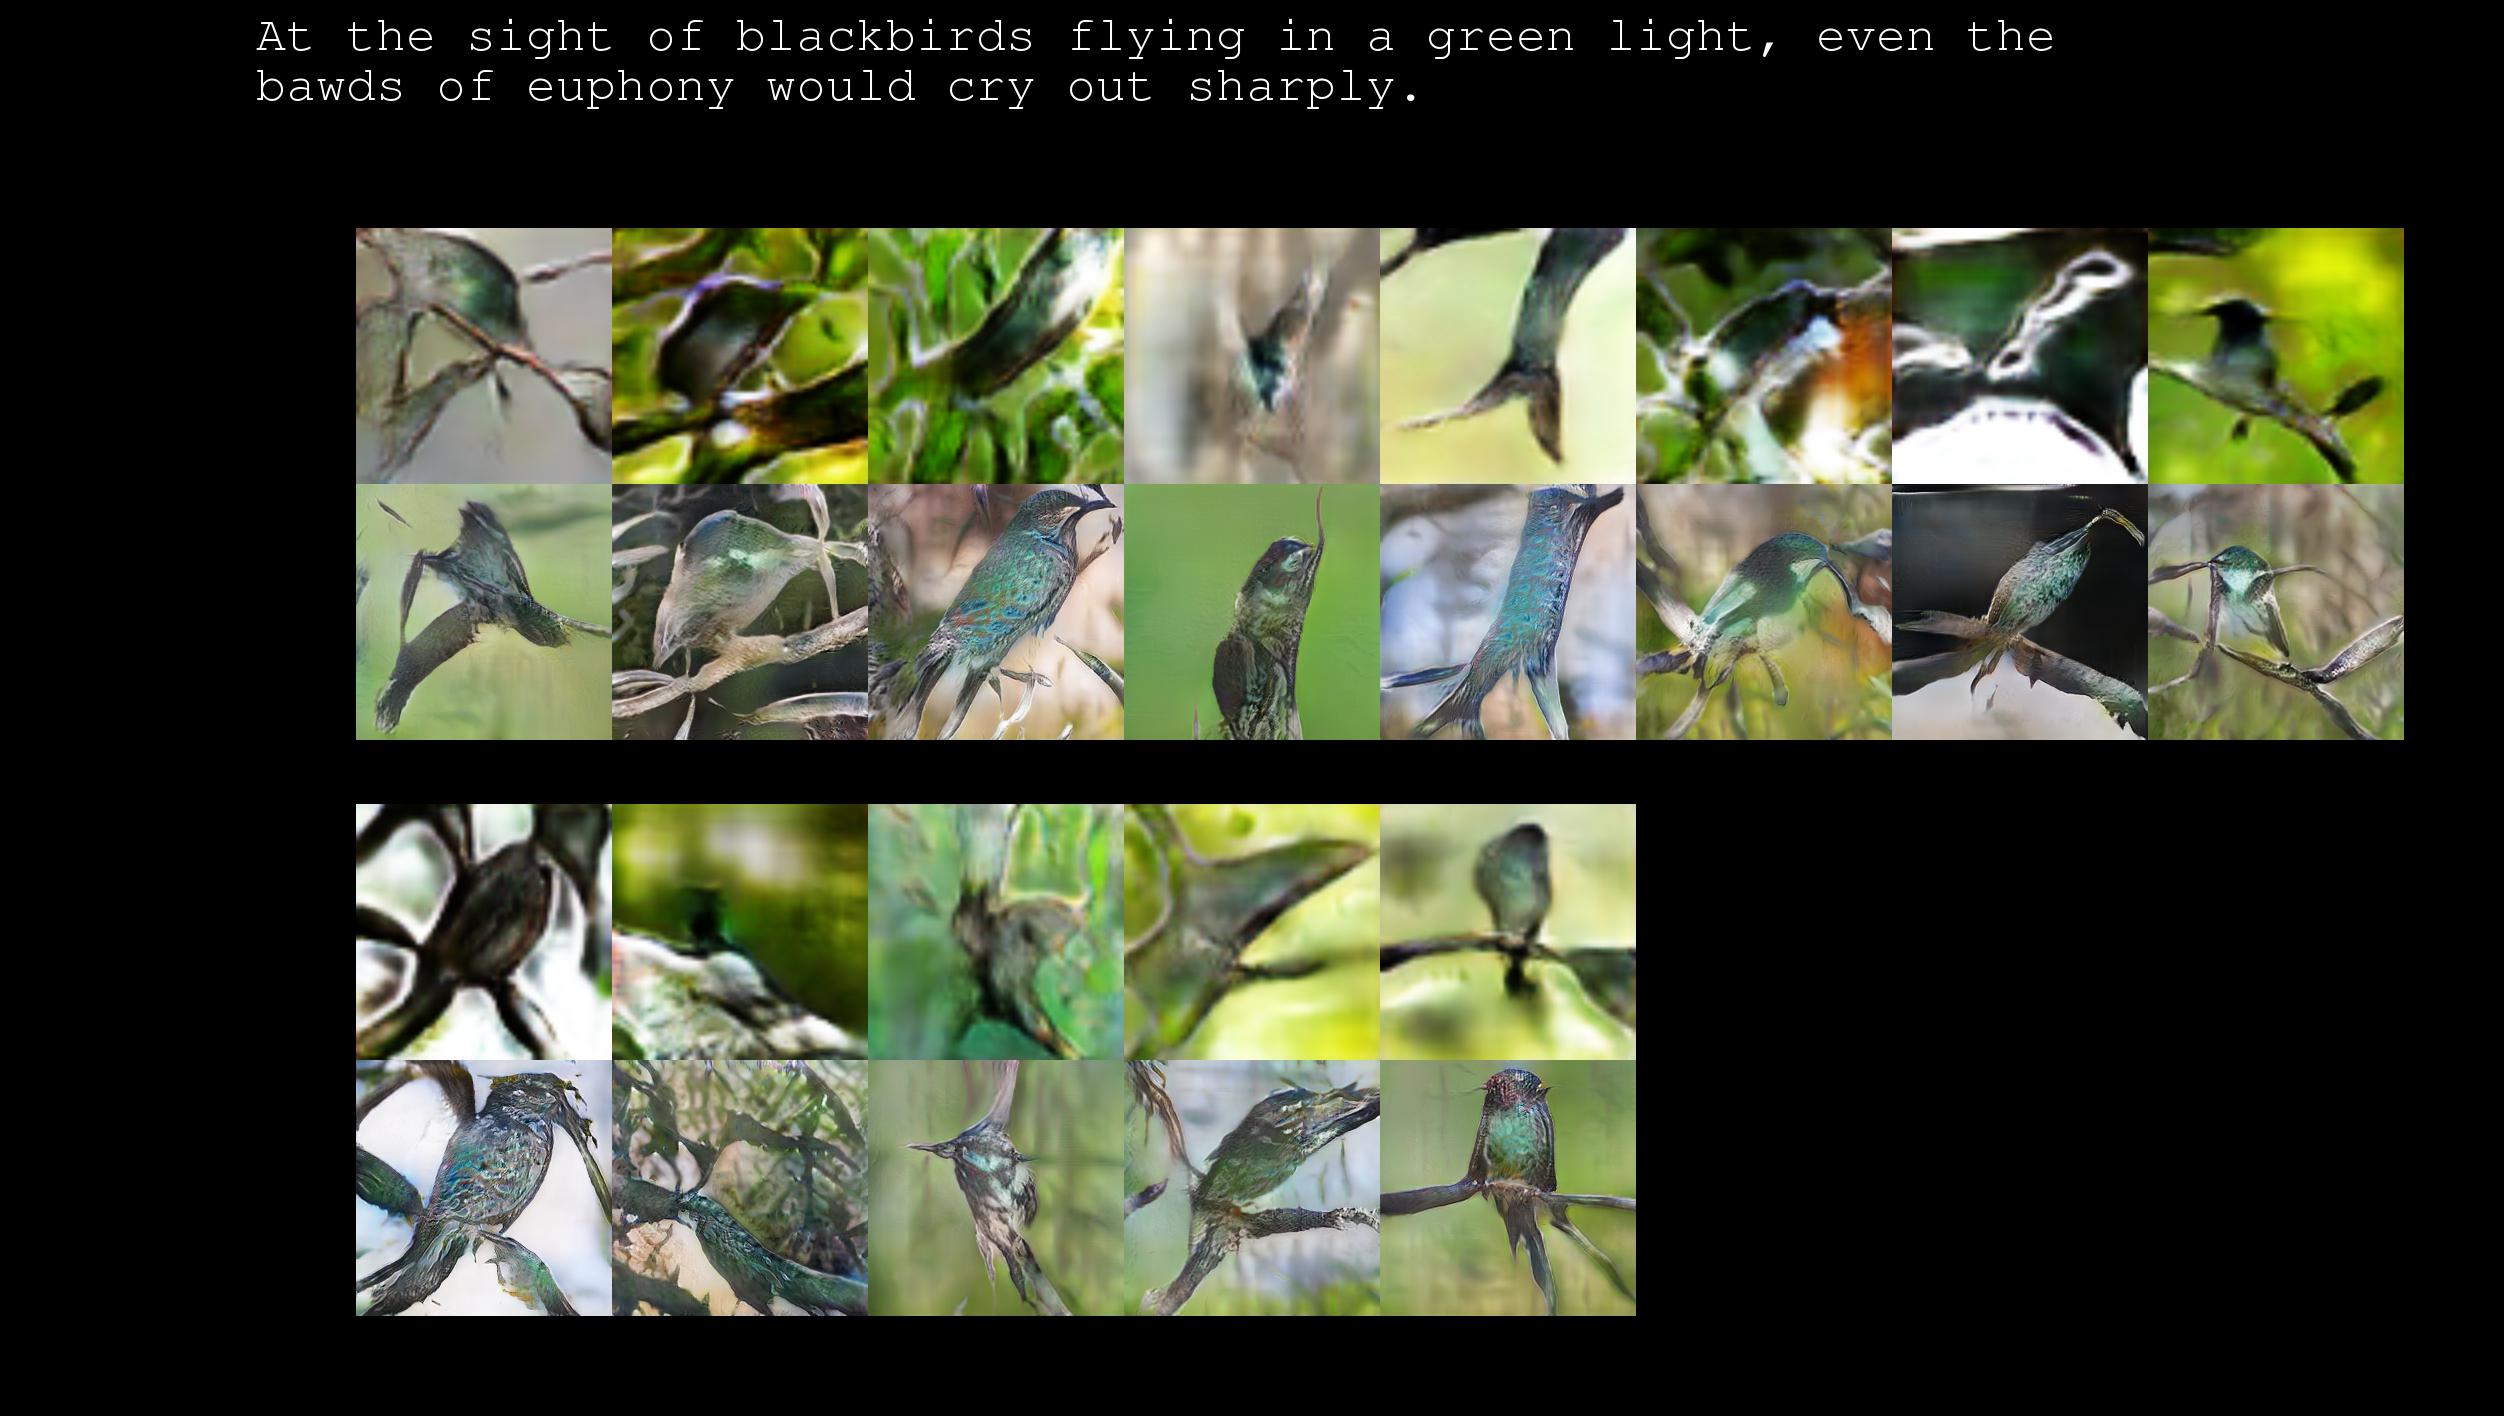 At the sight of blackbirds flying in a green light, even the
bawds of euphony would cry out sharply.